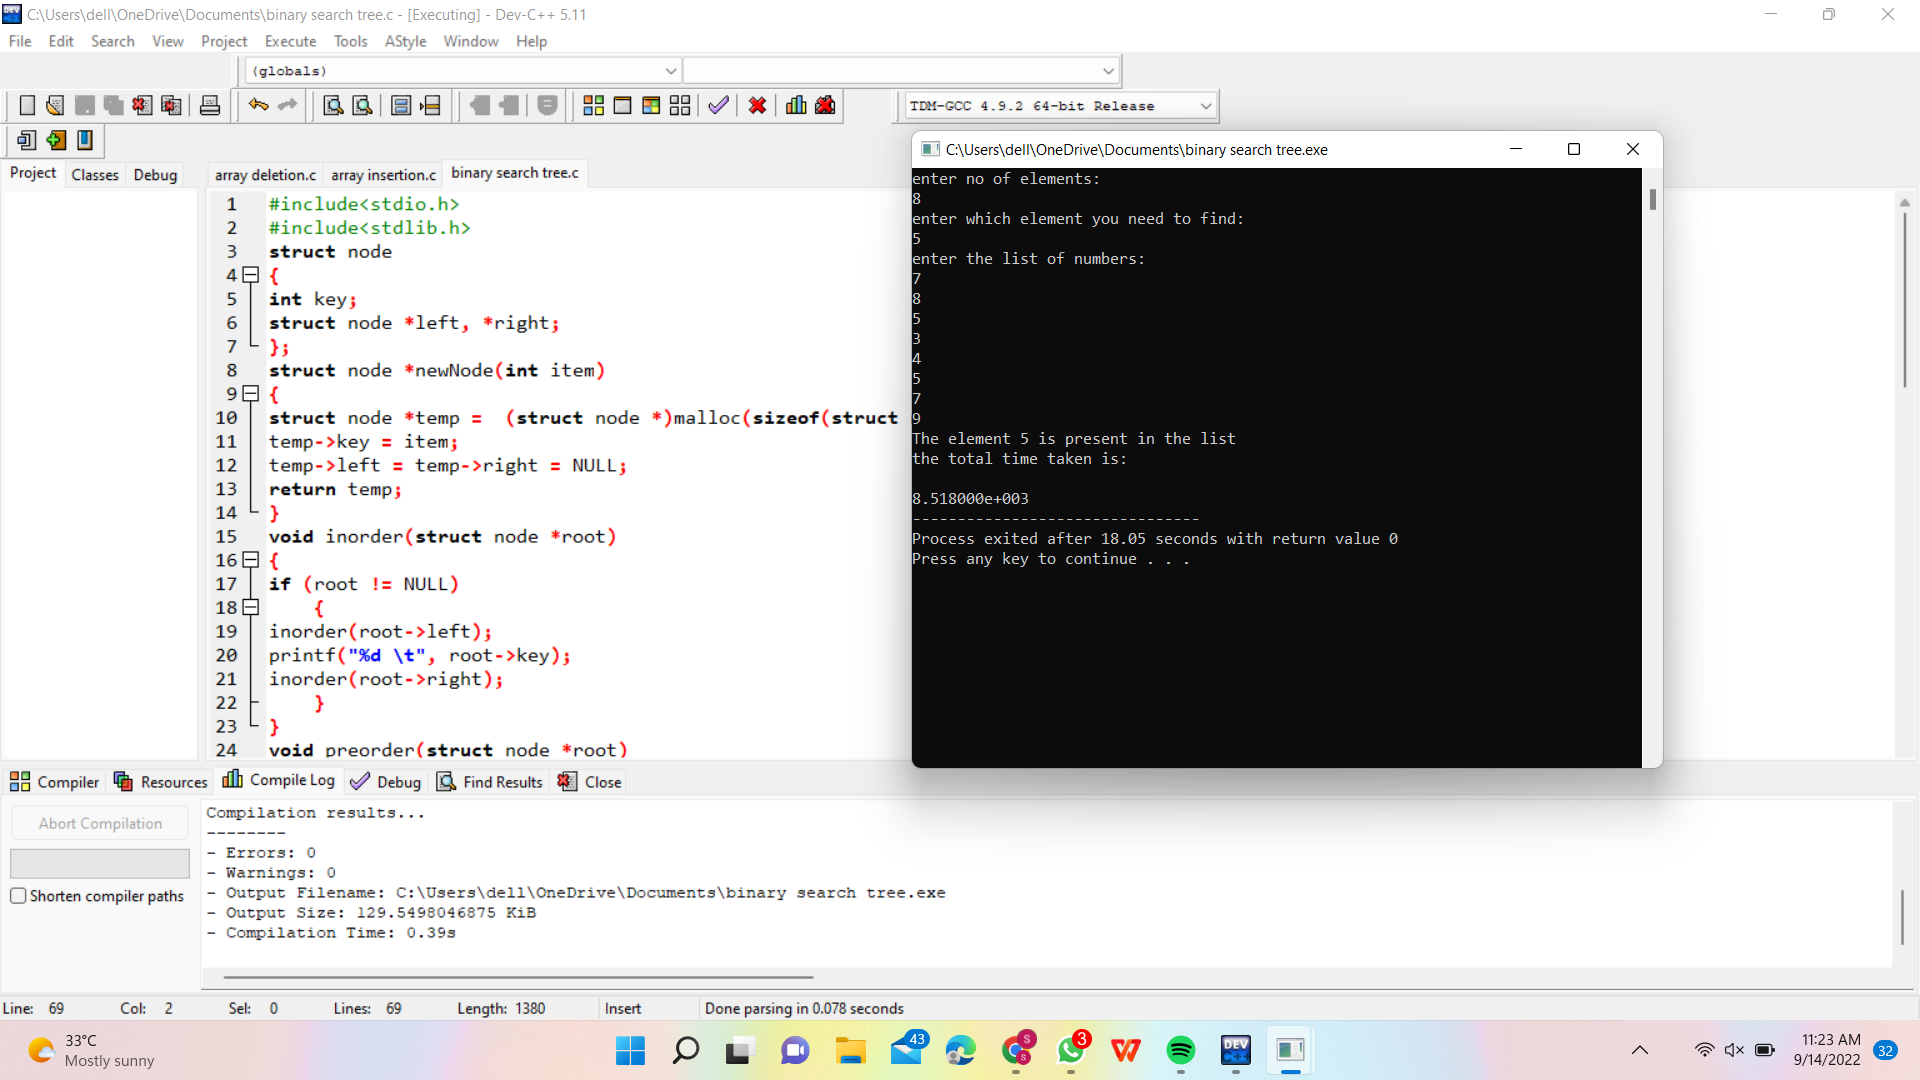 C:\Users\dell\OneDrive\Documents\binary search tree.c - [Executing] - Dev-C++ 5.11
File Edit Search View Project Execute Tools AStyle Window Help
(globals)
TDM-GCC 4.9.2 64-bit Release
Project Classes Debug
array deletion.c array insertion.c binary search tree.c
1 #include<stdio.h>
2 #include<stdlib.h>
3 struct node
4 {
5 int key;
6 struct node *left, *right;
7 };
8 struct node *newNode(int item)
9 {
10 struct node *temp =  (struct node *)malloc(sizeof(struct
11 temp->key = item;
12 temp->left = temp->right = NULL;
13 return temp;
14 }
15 void inorder(struct node *root)
16 {
17 if (root != NULL)
18     {
19 inorder(root->left);
20 printf("%d \t", root->key);
21 inorder(root->right);
22     }
23 }
24 void preorder(struct node *root)
C:\Users\dell\OneDrive\Documents\binary search tree.exe
enter no of elements:
8
enter which element you need to find:
5
enter the list of numbers:
7
8
5
3
4
5
7
9
The element 5 is present in the list
the total time taken is:
8.518000e+003
--------------------------------
Process exited after 18.05 seconds with return value 0
Press any key to continue . . .
Compiler Resources Compile Log Debug Find Results Close
Abort Compilation
Shorten compiler paths
Compilation results...
--------
- Errors: 0
- Warnings: 0
- Output Filename: C:\Users\dell\OneDrive\Documents\binary search tree.exe
- Output Size: 129.5498046875 KiB
- Compilation Time: 0.39s
Line: 69 Col: 2 Sel: 0 Lines: 69 Length: 1380 Insert Done parsing in 0.078 seconds
33°C
Mostly sunny
43
S
S
3
DEV
C++
11:23 AM
9/14/2022
32